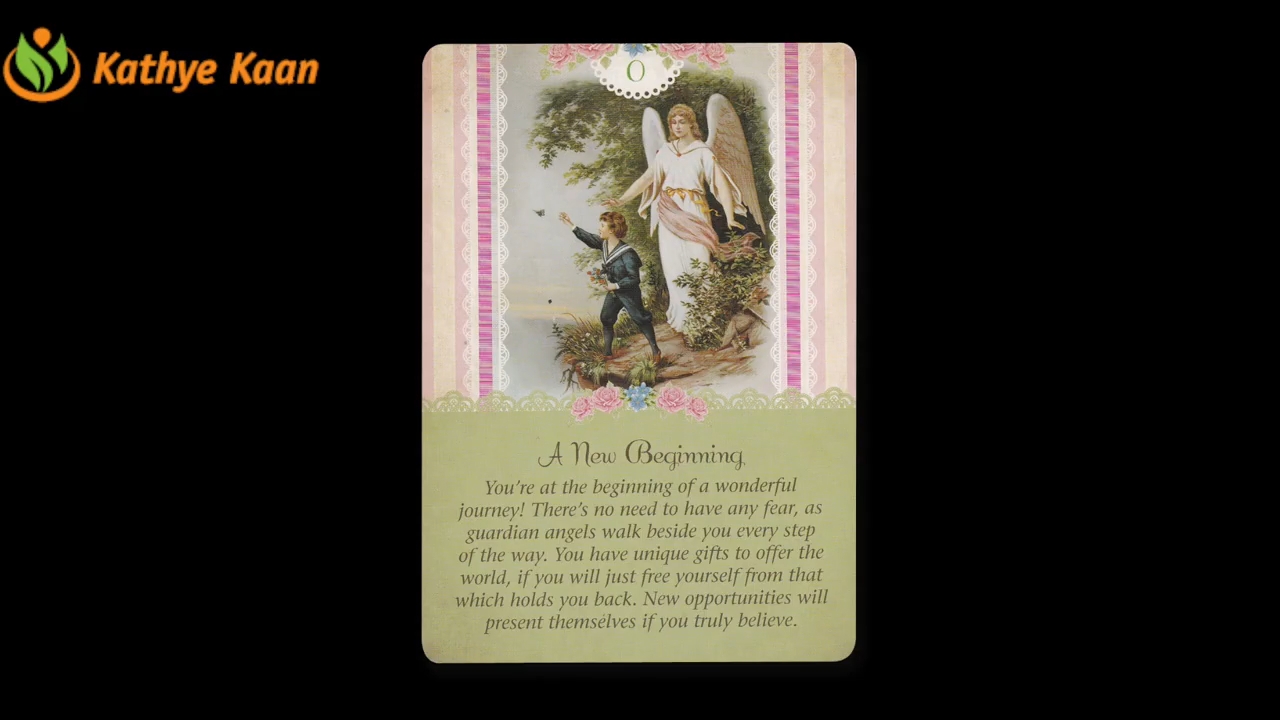 Kathye Kaan
0
A New Beginning
You're at the beginning of a wonderful
journey! There's no need to have any fear, as
guardian angels walk beside you every step
of the way. You have unique gifts to offer the
world, if you will just free yourself from that
which holds you back. New opportunities will
present themselves if you truly believe.